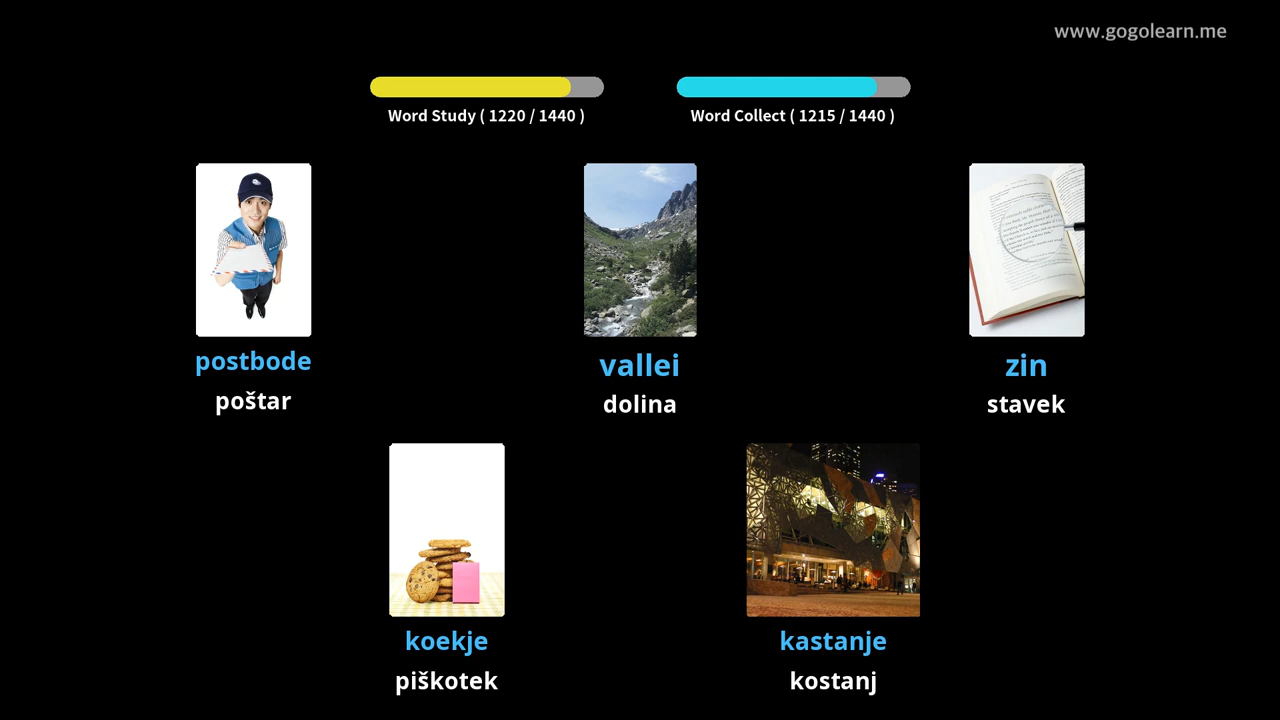 www.gogolearn.me
Word Study ( 1220 / 1440 )
Word Collect ( 1215 / 1440 )
postbode
poštar
vallei
dolina
zin
stavek
koekje
piškotek
kastanje
kostanj